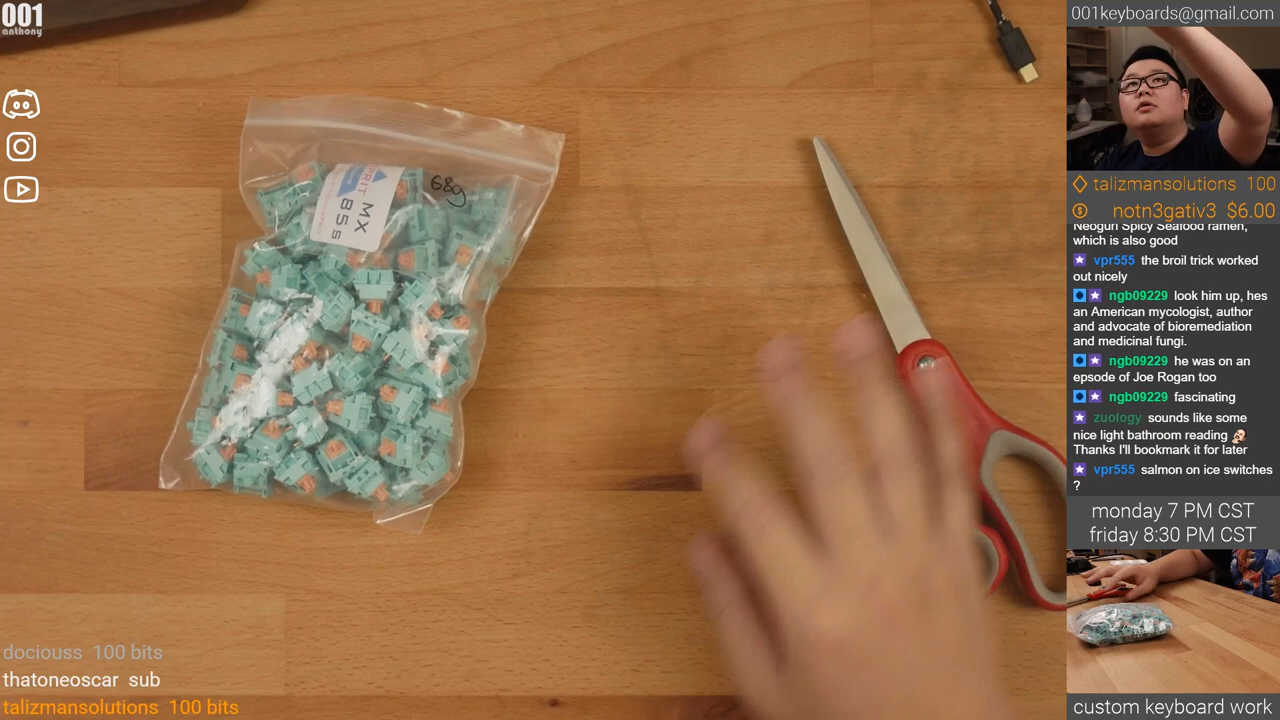 001
anthony
68g
MX
85s
dociouss 100 bits
thatoneoscar sub
talizmansolutions 100 bits
001keyboards@gmail.com
talizmansolutions 100
notn3gativ3 $6.00
Neoguri Spicy Seafood ramen,
which is also good
vpr555 the broil trick worked
out nicely
ngb09229 look him up, hes
an American mycologist, author
and advocate of bioremediation
and medicinal fungi.
ngb09229 he was on an
epsode of Joe Rogan too
ngb09229 fascinating
zuology sounds like some
nice light bathroom reading
Thanks I'll bookmark it for later
vpr555 salmon on ice switches
?
monday 7 PM CST
friday 8:30 PM CST
custom keyboard work